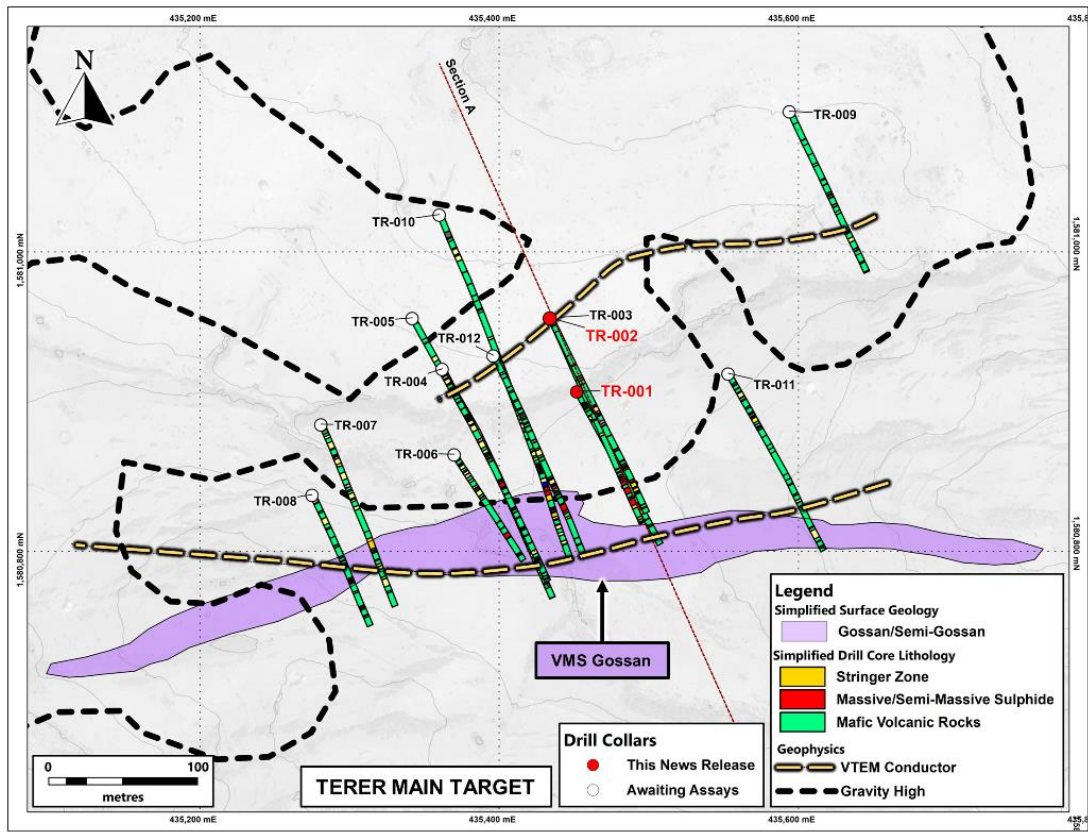 435,200 mE
435,400 mE
435,600 mE
N
Section A
TR-009
TR-010
1,581,000 mN
1,581,000 mN
TR-005
TR-003
TR-002
TR-012
TR-004
TR-001
TR-011
TR-007
TR-006
TR-008
1,580,800 mN
1,580,800 mN
VMS Gossan
Legend
Simplified Surface Geology
Gossan/Semi-Gossan
Simplified Drill Core Lithology
Stringer Zone
Massive/Semi-Massive Sulphide
Mafic Volcanic Rocks
Geophysics
VTEM Conductor
Gravity High
Drill Collars
This News Release
Awaiting Assays
0 100
metres
TERER MAIN TARGET
435,200 mE
435,400 mE
435,600 mE